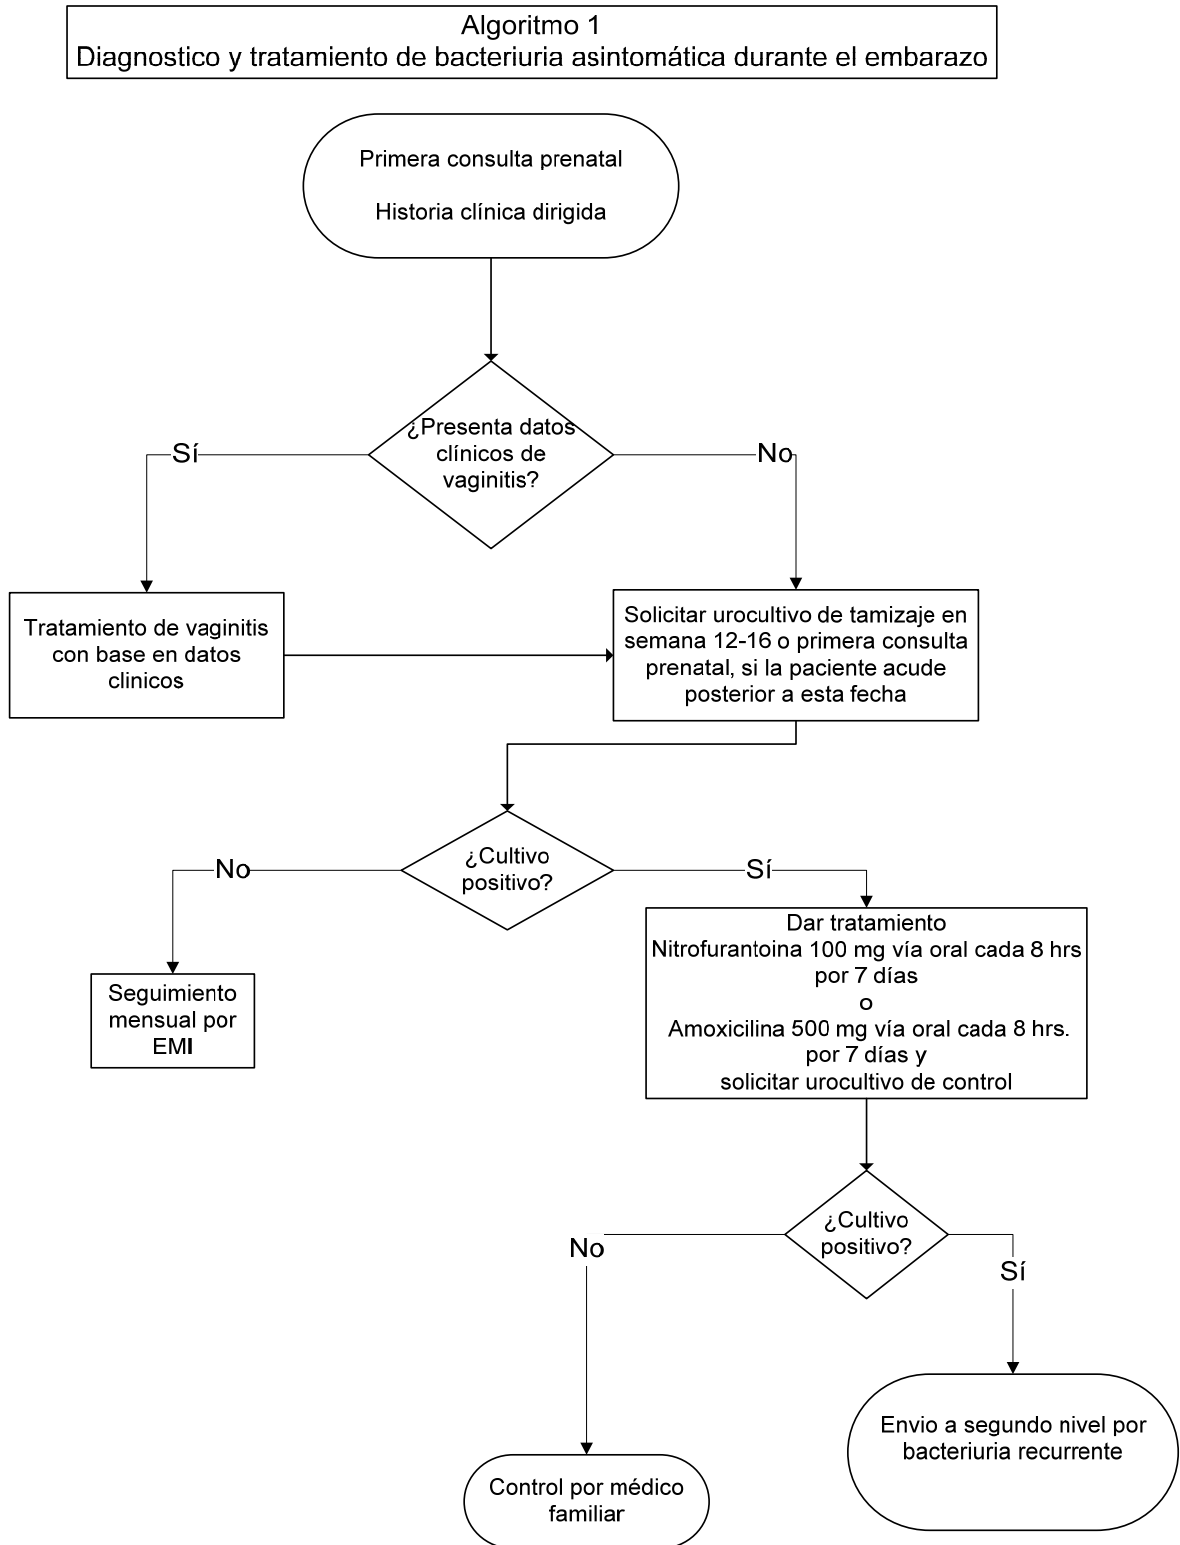 Algoritmo 1
Diagnostico y tratamiento de bacteriuria asintomática durante el embarazo
Primera consulta prenatal
Historia clínica dirigida
¿Presenta datos
clínicos de
vaginitis?
Sí
No
Tratamiento de vaginitis
con base en datos
clinicos
Solicitar urocultivo de tamizaje en
semana 12-16 o primera consulta
prenatal, si la paciente acude
posterior a esta fecha
¿Cultivo
positivo?
No
Sí
Seguimiento
mensual por
EMI
Dar tratamiento
Nitrofurantoina 100 mg vía oral cada 8 hrs
por 7 días
o
Amoxicilina 500 mg vía oral cada 8 hrs.
por 7 días y
solicitar urocultivo de control
¿Cultivo
positivo?
No
Sí
Envio a segundo nivel por
bacteriuria recurrente
Control por médico
familiar